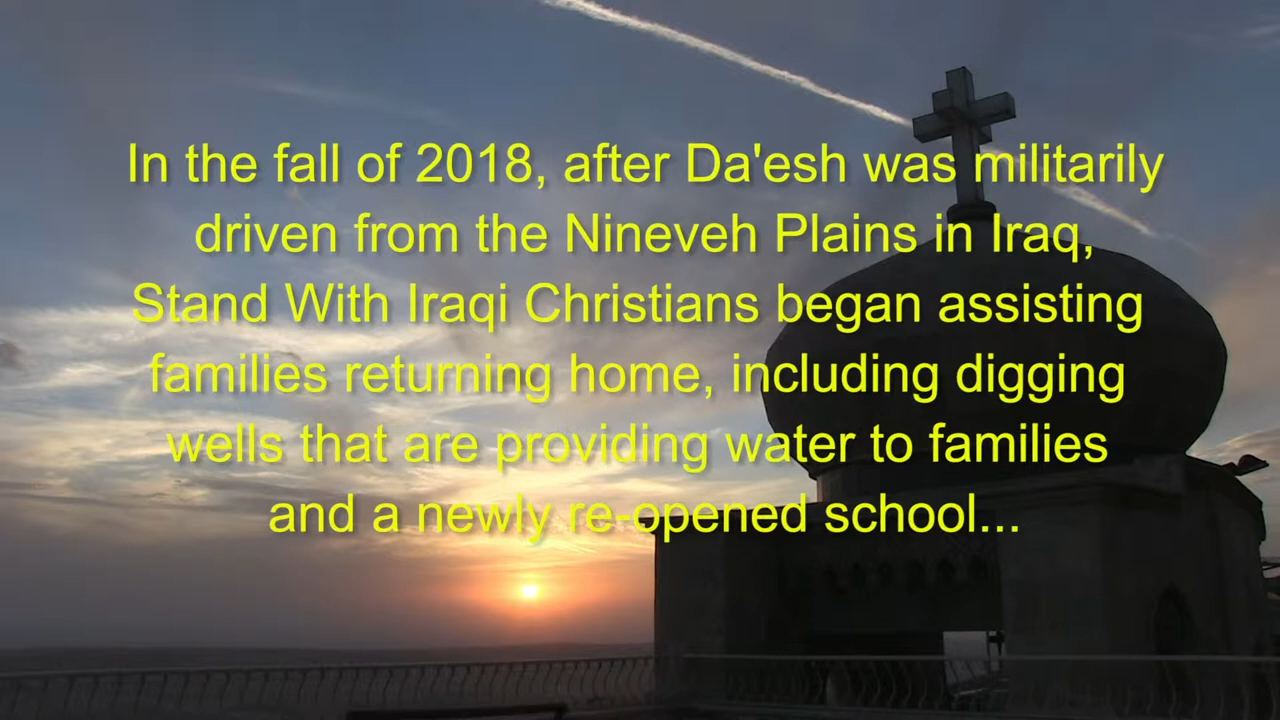 In the fall of 2018, after Da'esh was militarily
driven from the Nineveh Plains in Iraq,
Stand With Iraqi Christians began assisting
families returning home, including digging
wells that are providing water to families
and a newly re-opened school...